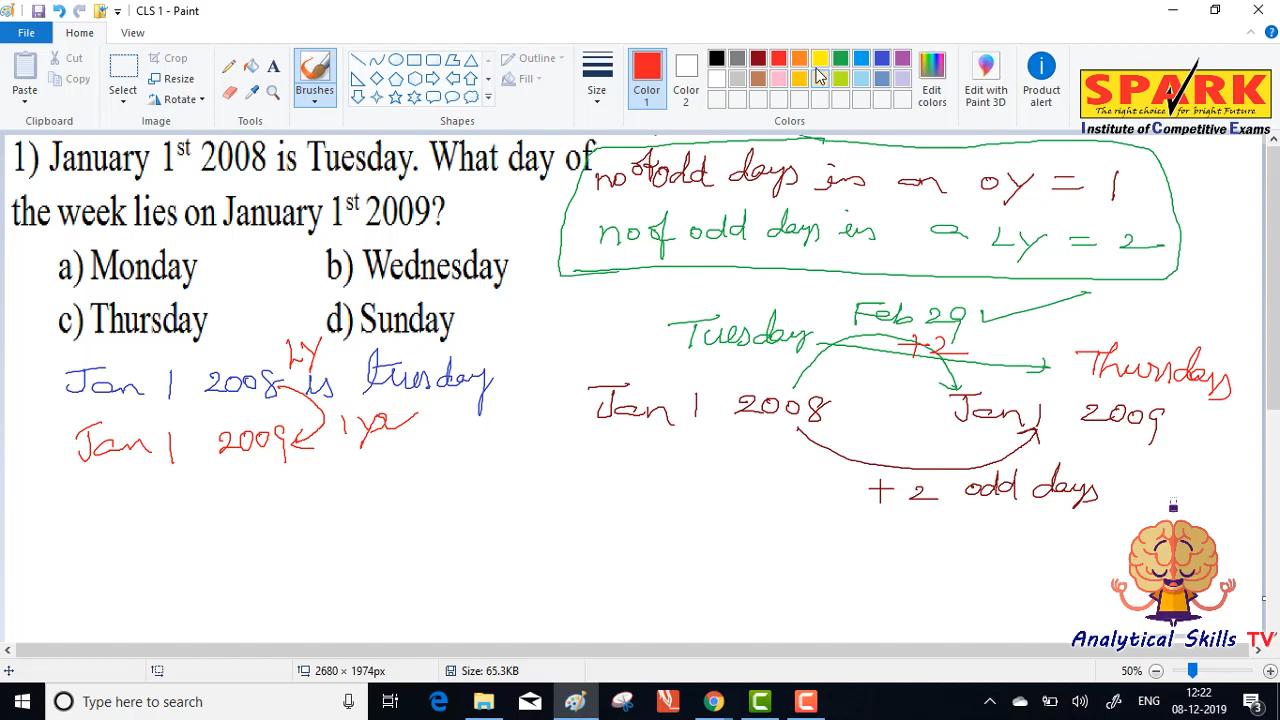 CLS 1 - Paint
File Home View
Paste Cut Copy Clipboard
Select Crop Resize Rotate Image
Tools
Brushes
Shapes Outline Fill
Size
Color 1 Color 2 Colors
Edit colors
Edit with Paint 3D
Product alert
SPARK
The right choice for bright Future
Institute of Competitive Exams
1) January 1st 2008 is Tuesday. What day of
the week lies on January 1st 2009?
a) Monday b) Wednesday
c) Thursday d) Sunday
no of odd days in an OY = 1
no of odd days in a LY = 2
Tuesday Feb 29
+2
Thursday
LY
Jan 1 2008 is tuesday
Jan 1 2009 1 yr
Jan 1 2008 Jan 1 2009
+ 2 odd days
Analytical Skills TV
2680 × 1974px Size: 65.3KB 50%
Type here to search
ENG 12:22
08-12-2019
3